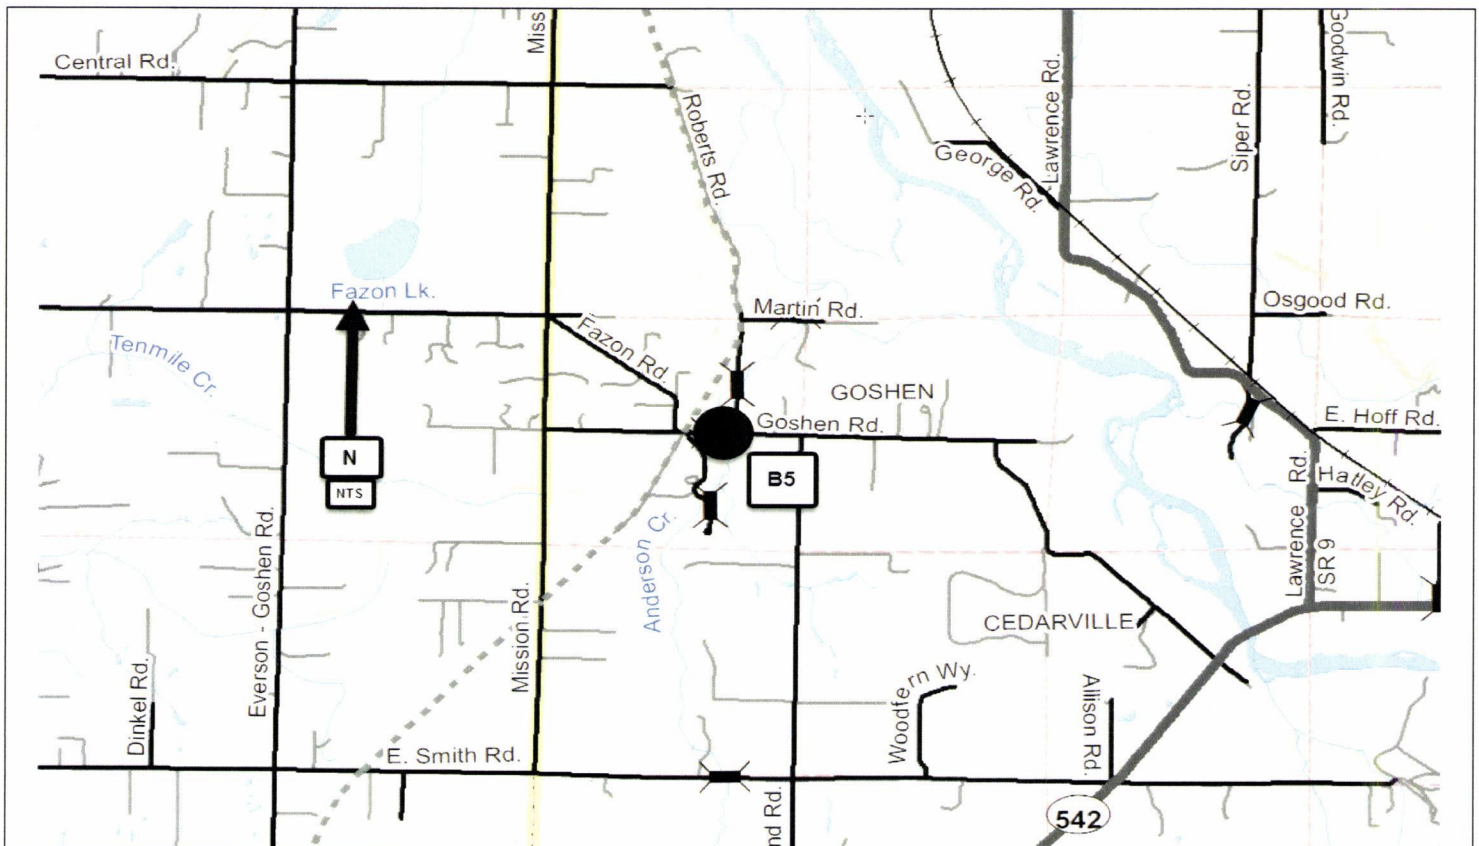 Central Rd.
Miss
Roberts Rd.
George Rd.
Lawrence Rd.
Siper Rd.
Goodwin Rd.
Fazon Lk.
Tenmile Cr.
Fazon Rd.
Martin Rd.
Osgood Rd.
GOSHEN
Goshen Rd.
E. Hoff Rd.
N
NTS
B5
Hatley Rd.
Everson - Goshen Rd.
Anderson Cr.
Lawrence Rd.
SR 9
Mission Rd.
CEDARVILLE
Dinkel Rd.
Woodfern Wy.
Allison Rd.
E. Smith Rd.
nd Rd.
542